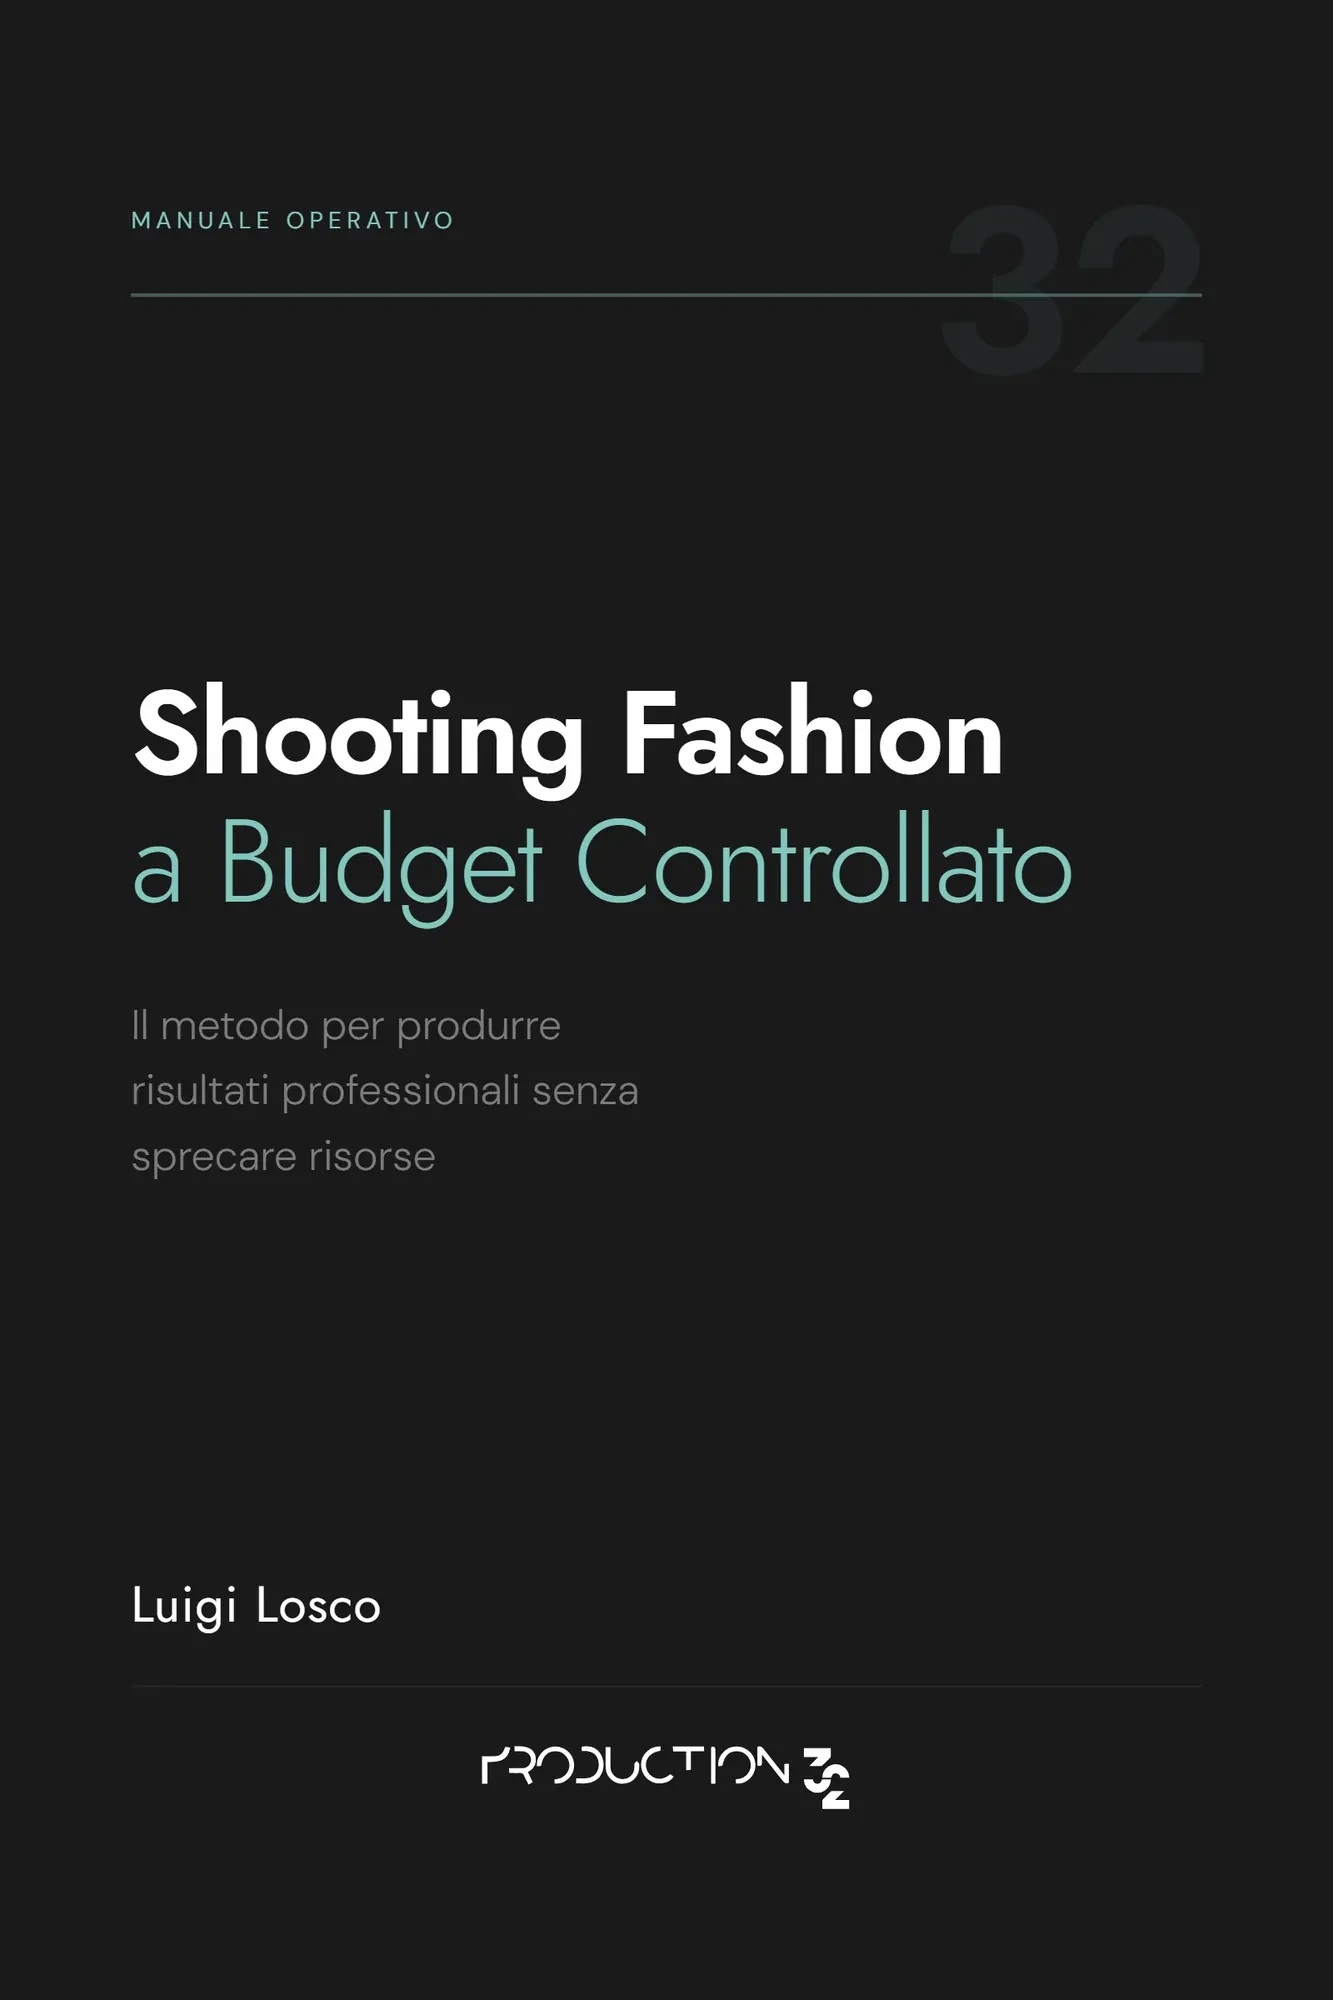 MANUALE OPERATIVO
32
Shooting Fashion
a Budget Controllato
Il metodo per produrre
risultati professionali senza
sprecare risorse
Luigi Losco
PRODUCTION 32